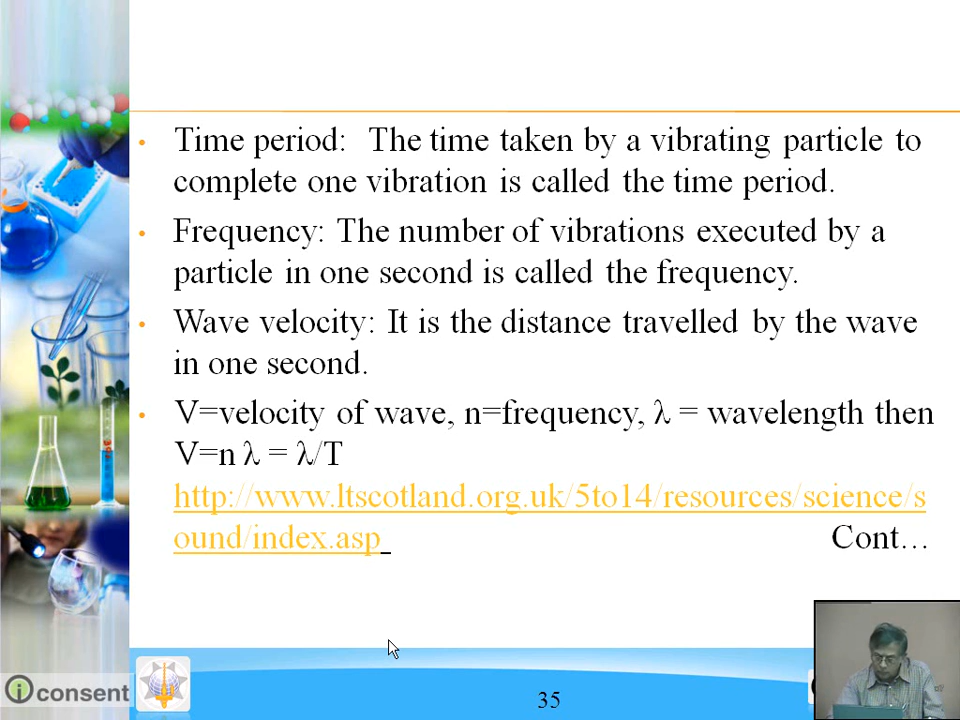 • Time period: The time taken by a vibrating particle to
complete one vibration is called the time period.
• Frequency: The number of vibrations executed by a
particle in one second is called the frequency.
• Wave velocity: It is the distance travelled by the wave
in one second.
• V=velocity of wave, n=frequency, λ = wavelength then
V=n λ = λ/T
http://www.ltscotland.org.uk/5to14/resources/science/s
ound/index.asp Cont…
i consent
35